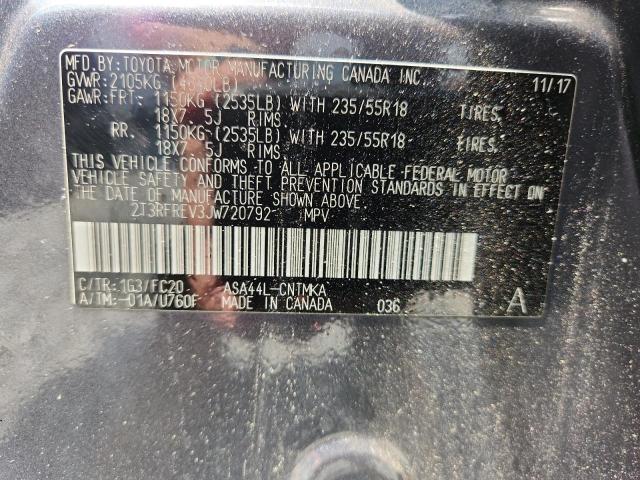 MFD. BY: TOYOTA MOTOR MANUFACTURING CANADA INC. 11/17
GVWR: 2105KG LB)
GAWR: FRT. 1150KG (2535LB) WITH 235/55R18 TIRES,
18X7. 5J RIMS,
RR. 1150KG (2535LB) WITH 235/55R18 TIRES,
18X7. 5J RIMS,
THIS VEHICLE CONFORMS TO ALL APPLICABLE FEDERAL MOTOR
VEHICLE SAFETY AND THEFT PREVENTION STANDARDS IN EFFECT ON
THE DATE OF MANUFACTURE SHOWN ABOVE.
2T3RFREV3JW720792 MPV
C/TR: 1G3/FC20 ASA44L-CNTMKA
A/TM: -01A/U760F MADE IN CANADA 036 A